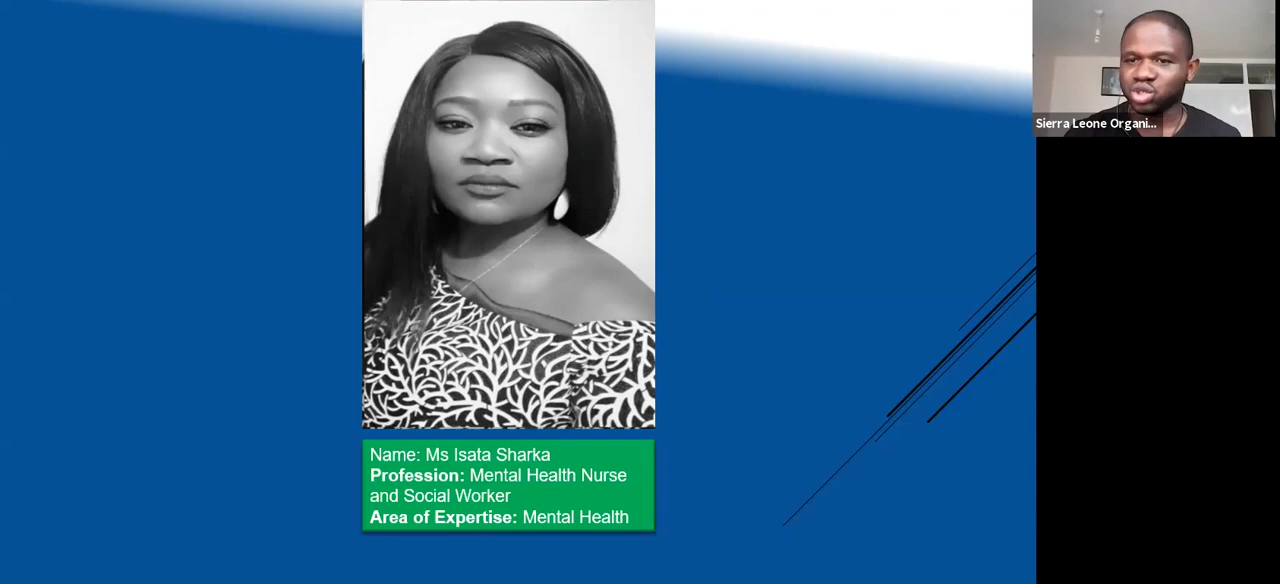 Sierra Leone Organi...
Name: Ms Isata Sharka
Profession: Mental Health Nurse
and Social Worker
Area of Expertise: Mental Health